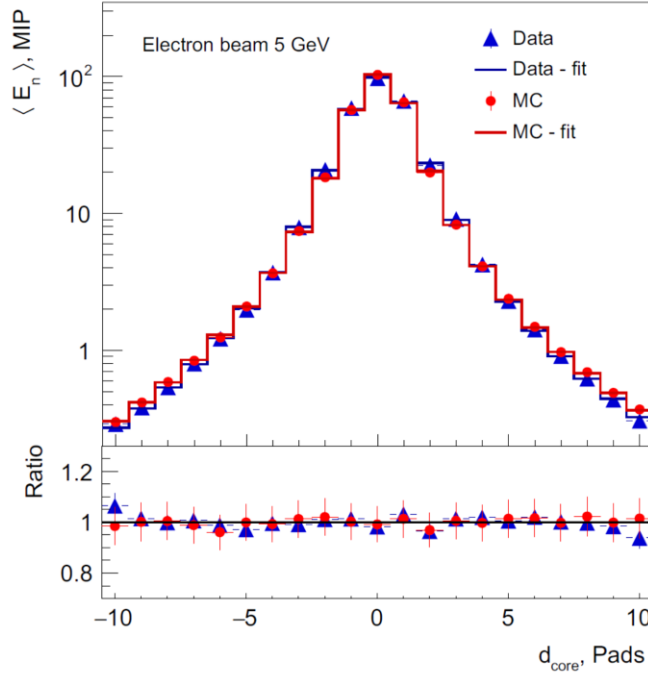 ⟨ E_n ⟩, MIP
Electron beam 5 GeV
Data
Data - fit
MC
MC - fit
10²
10
1
Ratio
1.2
1
0.8
−10 −5 0 5 10
d_core, Pads